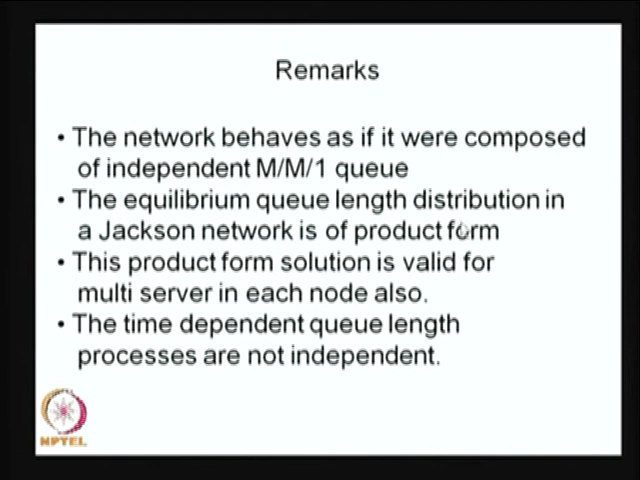 Remarks
• The network behaves as if it were composed
of independent M/M/1 queue
• The equilibrium queue length distribution in
a Jackson network is of product form
• This product form solution is valid for
multi server in each node also.
• The time dependent queue length
processes are not independent.
NPTEL